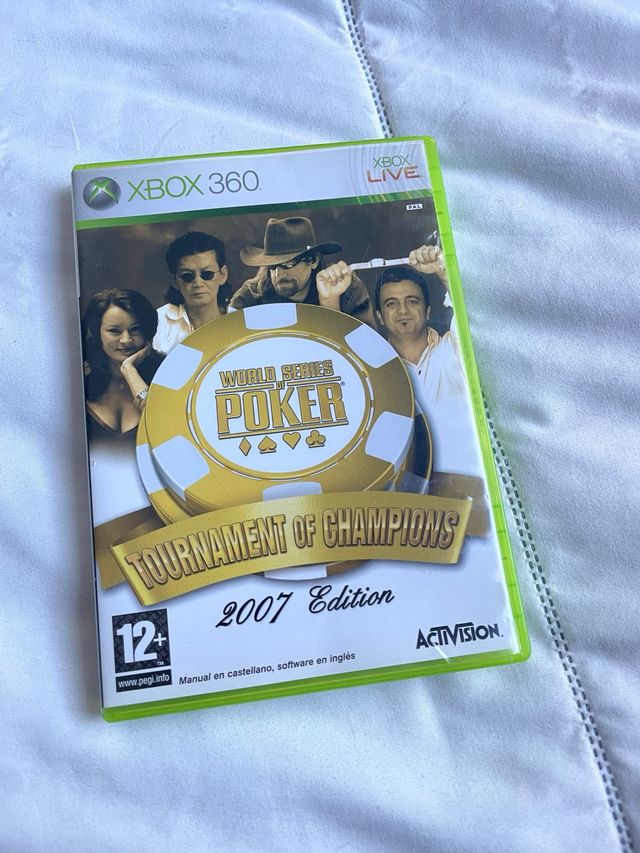 XBOX 360
XBOX
LIVE
PAL
WORLD SERIES
OF
POKER
TOURNAMENT OF CHAMPIONS
2007 Edition
12+
www.pegi.info
Manual en castellano, software en inglés
ACTIVISION